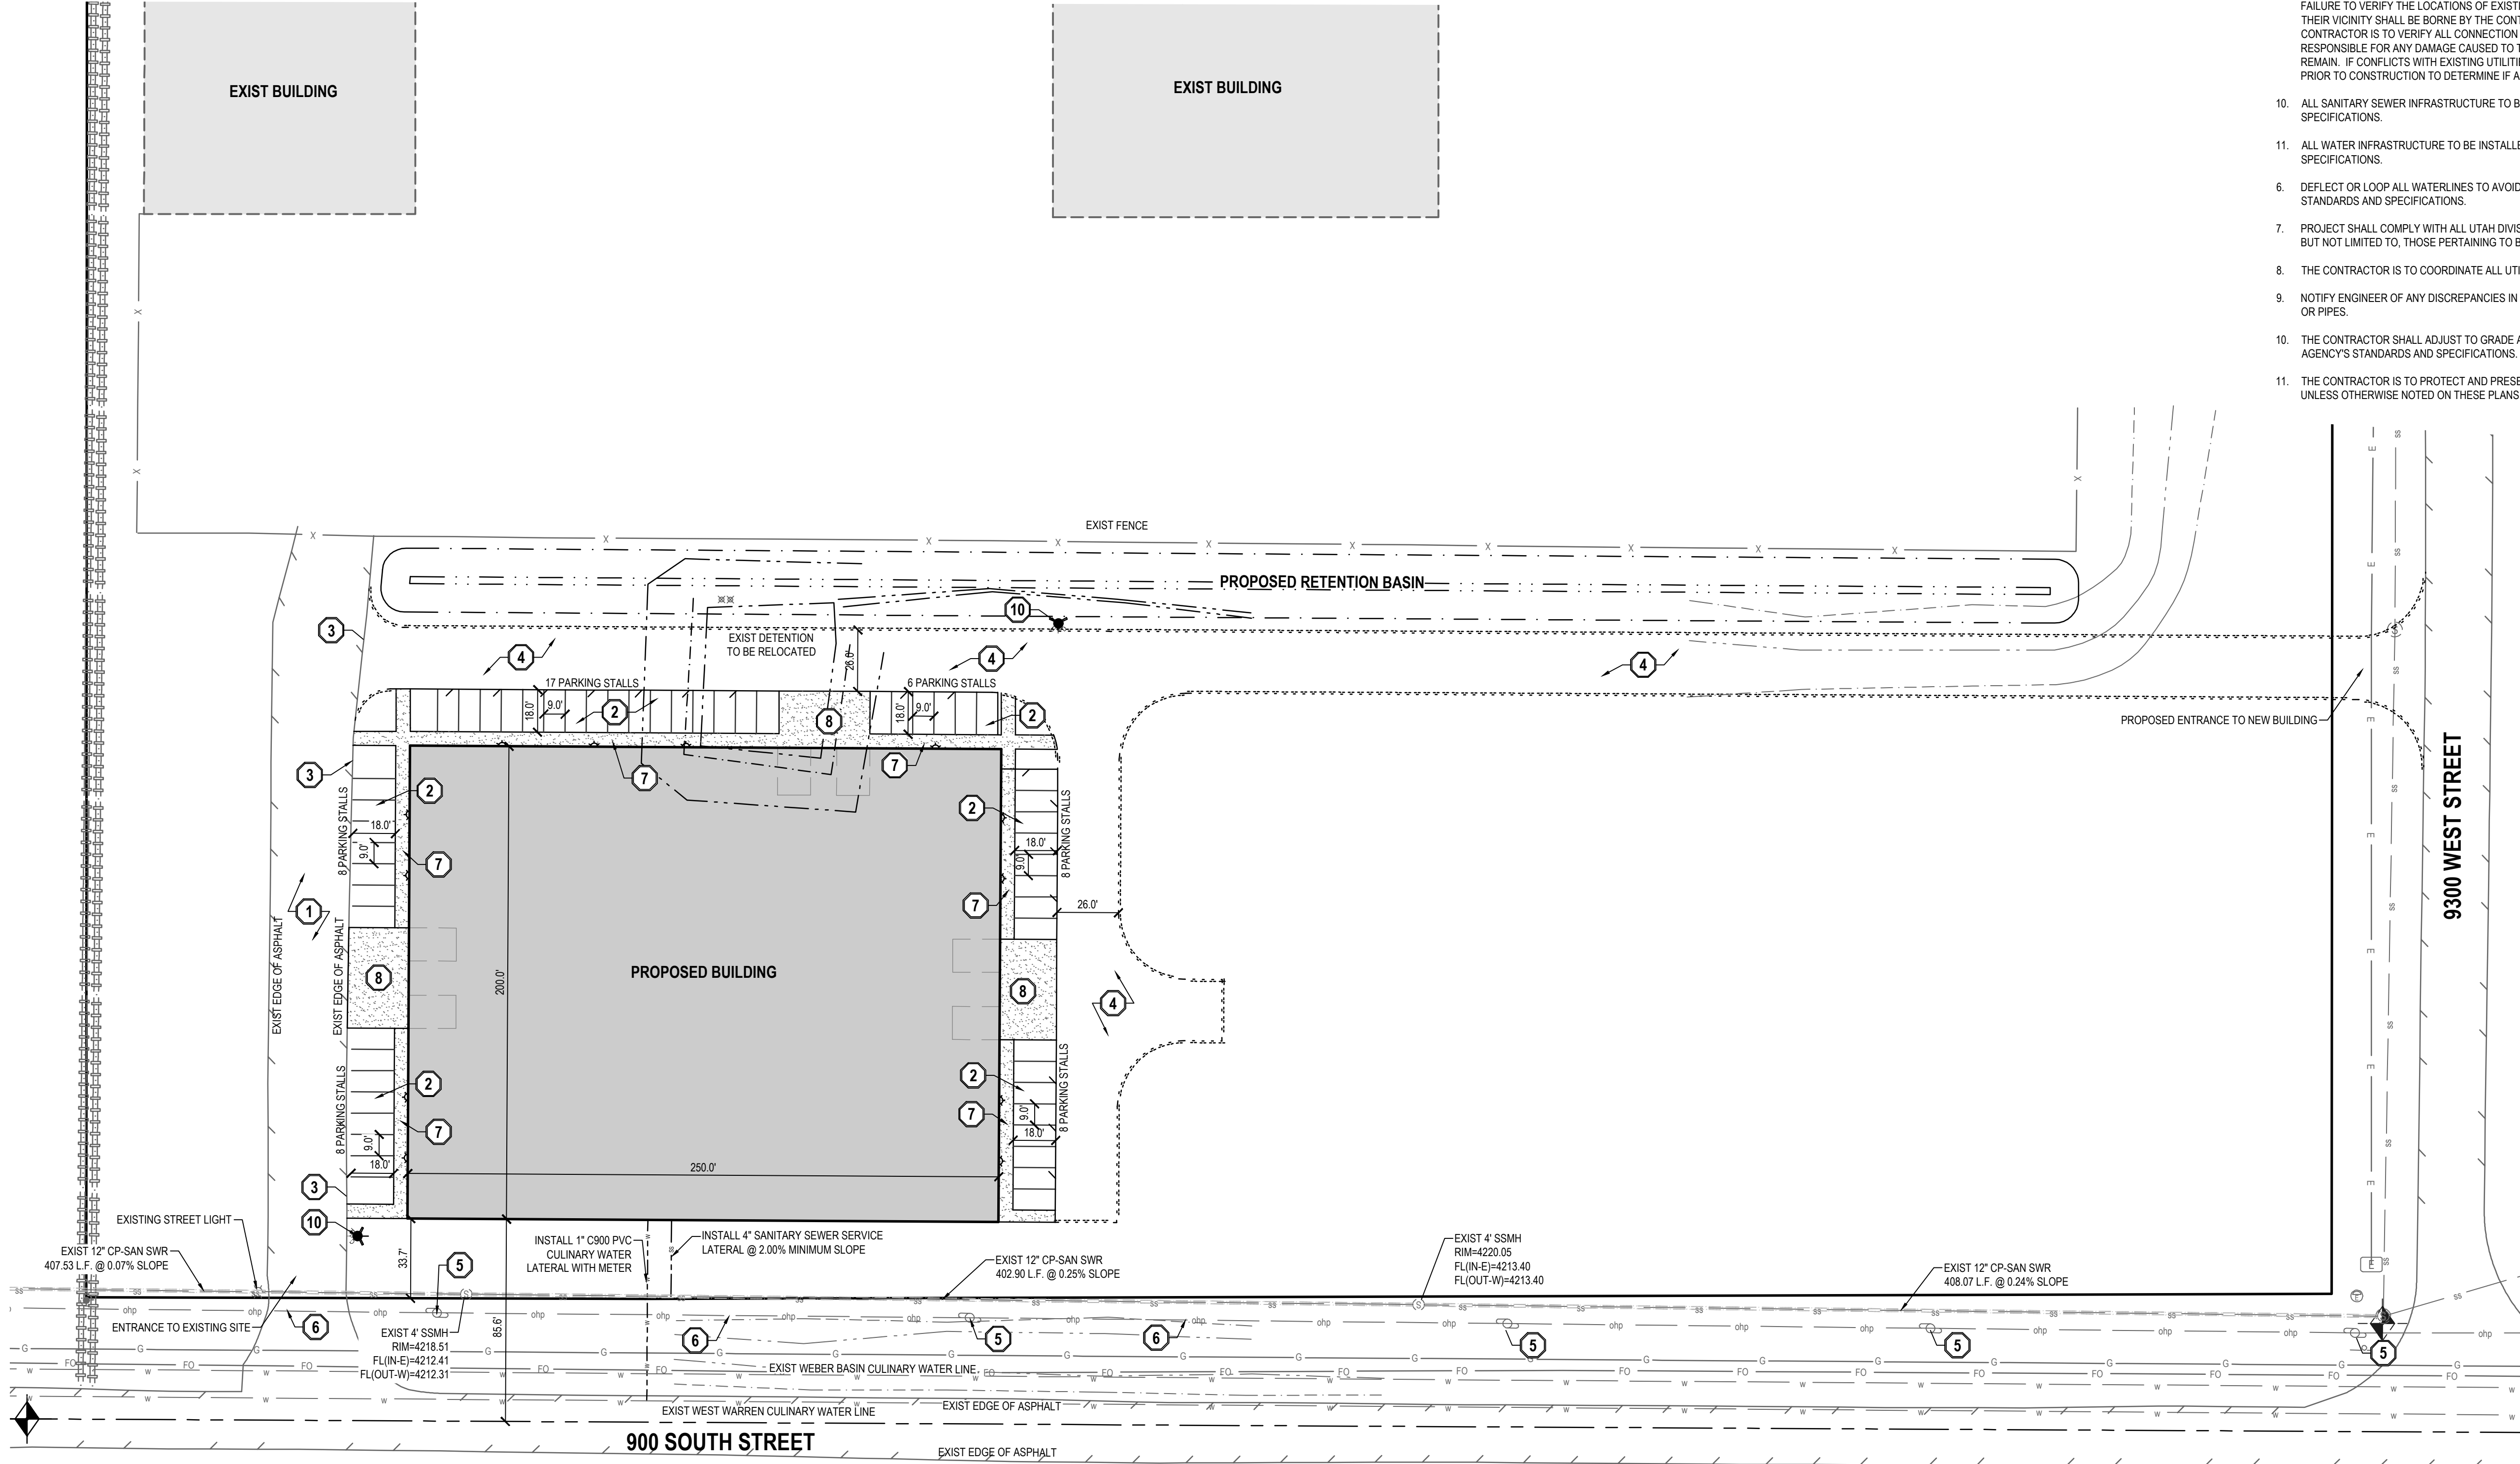 FAILURE TO VERIFY THE LOCATIONS OF
THEIR VICINITY SHALL BE BORNE BY THE
CONTRACTOR IS TO VERIFY ALL CONNECTION
RESPONSIBLE FOR ANY DAMAGE CAUSED TO
REMAIN. IF CONFLICTS WITH EXISTING
PRIOR TO CONSTRUCTION TO DETERMINE IF A
10. ALL SANITARY SEWER INFRASTRUCTURE TO B
SPECIFICATIONS.
11. ALL WATER INFRASTRUCTURE TO BE INSTALLE
SPECIFICATIONS.
6. DEFLECT OR LOOP ALL WATERLINES TO AVOID
STANDARDS AND SPECIFICATIONS.
7. PROJECT SHALL COMPLY WITH ALL UTAH DIVIS
BUT NOT LIMITED TO, THOSE PERTAINING TO B
8. THE CONTRACTOR IS TO COORDINATE ALL UTI
9. NOTIFY ENGINEER OF ANY DISCREPANCIES IN
OR PIPES.
10. THE CONTRACTOR SHALL ADJUST TO GRADE A
AGENCY'S STANDARDS AND SPECIFICATIONS.
11. THE CONTRACTOR IS TO PROTECT AND PRESE
UNLESS OTHERWISE NOTED ON THESE PLANS
EXIST BUILDING
EXIST BUILDING
EXIST FENCE
PROPOSED RETENTION BASIN
10
3
EXIST DETENTION
TO BE RELOCATED
26.0'
4
4
4
17 PARKING STALLS
6 PARKING STALLS
18.0'
9.0'
2
8
18.0'
9.0'
2
PROPOSED ENTRANCE TO NEW BUILDING
3
7
7
9300 WEST STREET
8 PARKING STALLS
2
18.0'
9.0'
7
2
18.0'
9.0'
8 PARKING STALLS
7
26.0'
1
EXIST EDGE OF ASPHALT
EXIST EDGE OF ASPHALT
8
200.0'
PROPOSED BUILDING
8
4
8 PARKING STALLS
2
9.0'
7
18.0'
250.0'
2
7
9.0'
18.0'
8 PARKING STALLS
3
10
EXISTING STREET LIGHT
EXIST 12" CP-SAN SWR
407.53 L.F. @ 0.07% SLOPE
33.7'
5
INSTALL 1" C900 PVC
CULINARY WATER
LATERAL WITH METER
INSTALL 4" SANITARY SEWER SERVICE
LATERAL @ 2.00% MINIMUM SLOPE
EXIST 12" CP-SAN SWR
402.90 L.F. @ 0.25% SLOPE
EXIST 4' SSMH
RIM=4220.05
FL(IN-E)=4213.40
FL(OUT-W)=4213.40
EXIST 12" CP-SAN SWR
408.07 L.F. @ 0.24% SLOPE
ENTRANCE TO EXISTING SITE
6
EXIST 4' SSMH
RIM=4218.51
FL(IN-E)=4212.41
FL(OUT-W)=4212.31
85.6'
6
5
6
5
5
5
EXIST WEBER BASIN CULINARY WATER LINE
EXIST WEST WARREN CULINARY WATER LINE
EXIST EDGE OF ASPHALT
900 SOUTH STREET
EXIST EDGE OF ASPHALT